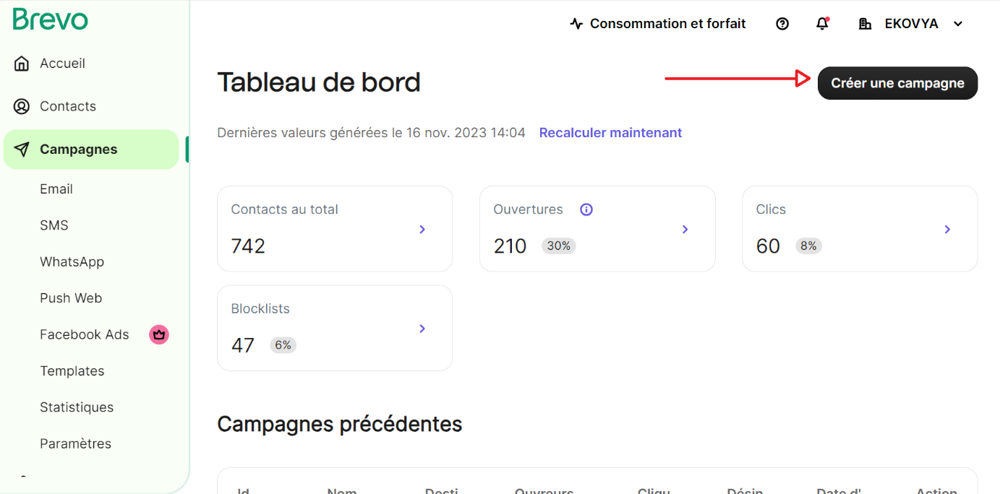 Brevo
Consommation et forfait
EKOVYA
Accueil
Contacts
Campagnes
Email
SMS
WhatsApp
Push Web
Facebook Ads
Templates
Statistiques
Paramètres
Tableau de bord
Créer une campagne
Dernières valeurs générées le 16 nov. 2023 14:04 Recalculer maintenant
Contacts au total
742
Ouvertures
210 30%
Clics
60 8%
Blocklists
47 6%
Campagnes précédentes
Id Nom Desti Ouvreurs Cliqu Désin Date d' Action